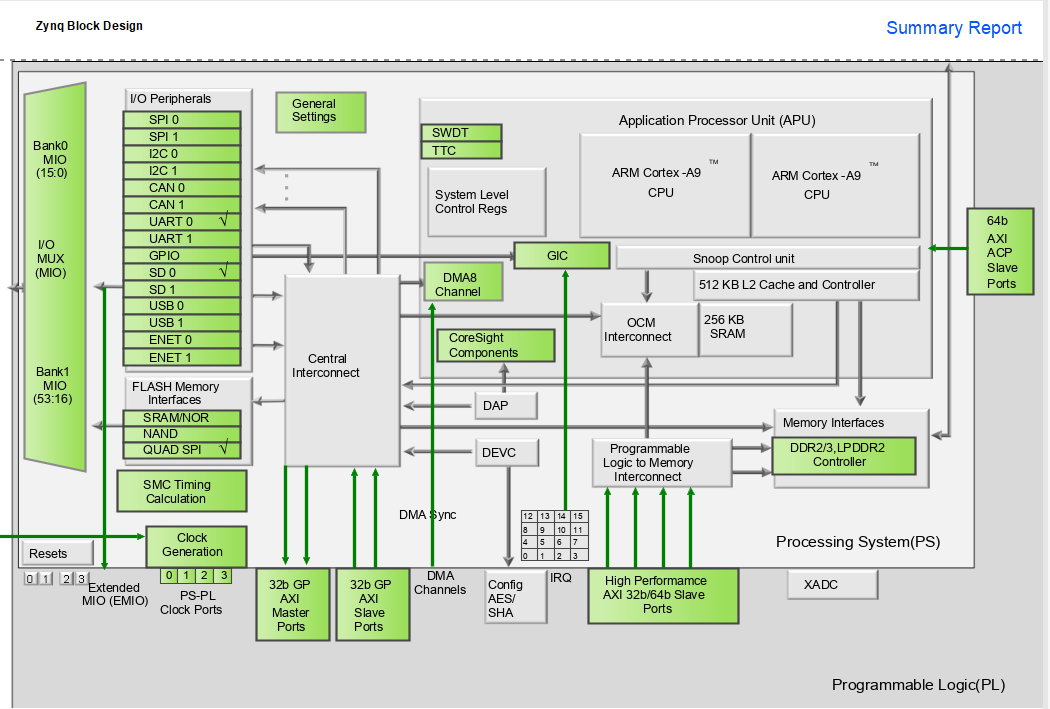 Zynq Block Design
Summary Report
I/O Peripherals
SPI 0
SPI 1
I2C 0
I2C 1
CAN 0
CAN 1
UART 0 √
UART 1
GPIO
SD 0 √
SD 1
USB 0
USB 1
ENET 0
ENET 1
Bank0
MIO
(15:0)
I/O
MUX
(MIO)
Bank1
MIO
(53:16)
General
Settings
FLASH Memory
Interfaces
SRAM/NOR
NAND
QUAD SPI √
SMC Timing
Calculation
Clock
Generation
Resets
0 1 2 3
0 1 2 3
Extended
MIO (EMIO)
PS-PL
Clock Ports
Central
Interconnect
Application Processor Unit (APU)
SWDT
TTC
System Level
Control Regs
ARM Cortex -A9 ™
CPU
ARM Cortex -A9 ™
CPU
GIC
Snoop Control unit
DMA8
Channel
512 KB L2 Cache and Controller
OCM
Interconnect
256 KB
SRAM
CoreSight
Components
DAP
DEVC
64b
AXI
ACP
Slave
Ports
Memory Interfaces
DDR2/3,LPDDR2
Controller
Programmable
Logic to Memory
Interconnect
DMA Sync
12 13 14 15
8 9 10 11
4 5 6 7
0 1 2 3
Processing System(PS)
32b GP
AXI
Master
Ports
32b GP
AXI
Slave
Ports
DMA
Channels
Config
AES/
SHA
IRQ
High Performamce
AXI 32b/64b Slave
Ports
XADC
Programmable Logic(PL)